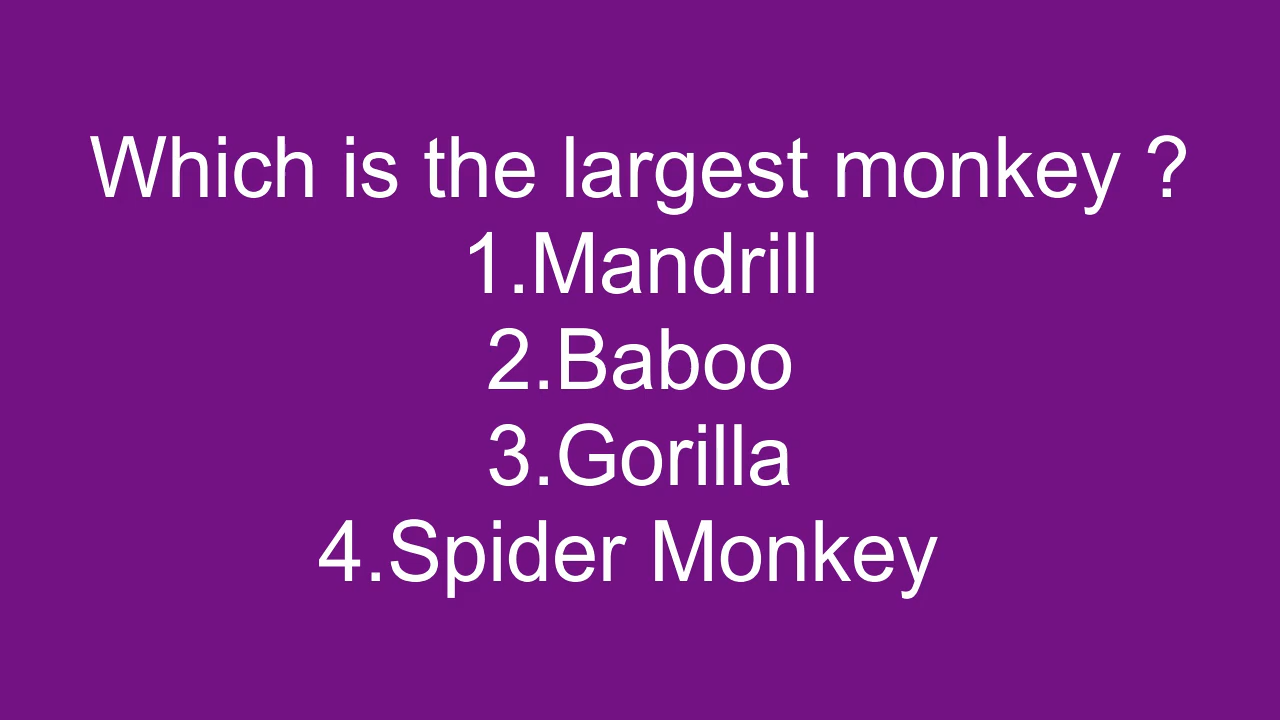 Which is the largest monkey ?
1.Mandrill
2.Baboo
3.Gorilla
4.Spider Monkey